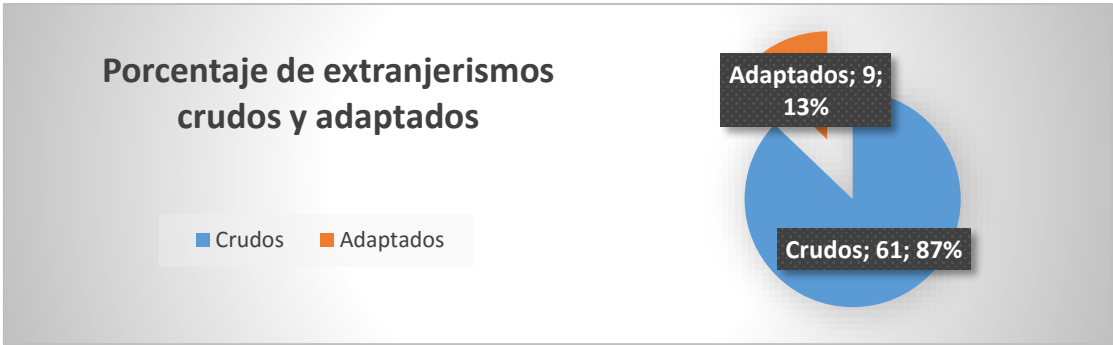 Porcentaje de extranjerismos
crudos y adaptados
Crudos
Adaptados
Adaptados; 9;
13%
Crudos; 61; 87%